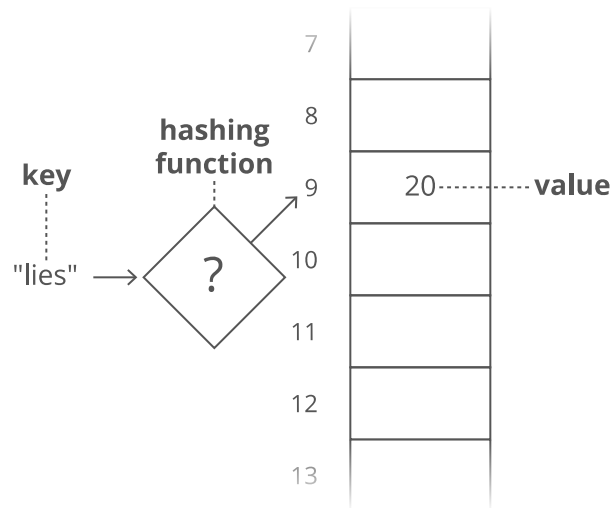 7
8
hashing
function
key
9
20
value
"lies"
?
10
11
12
13